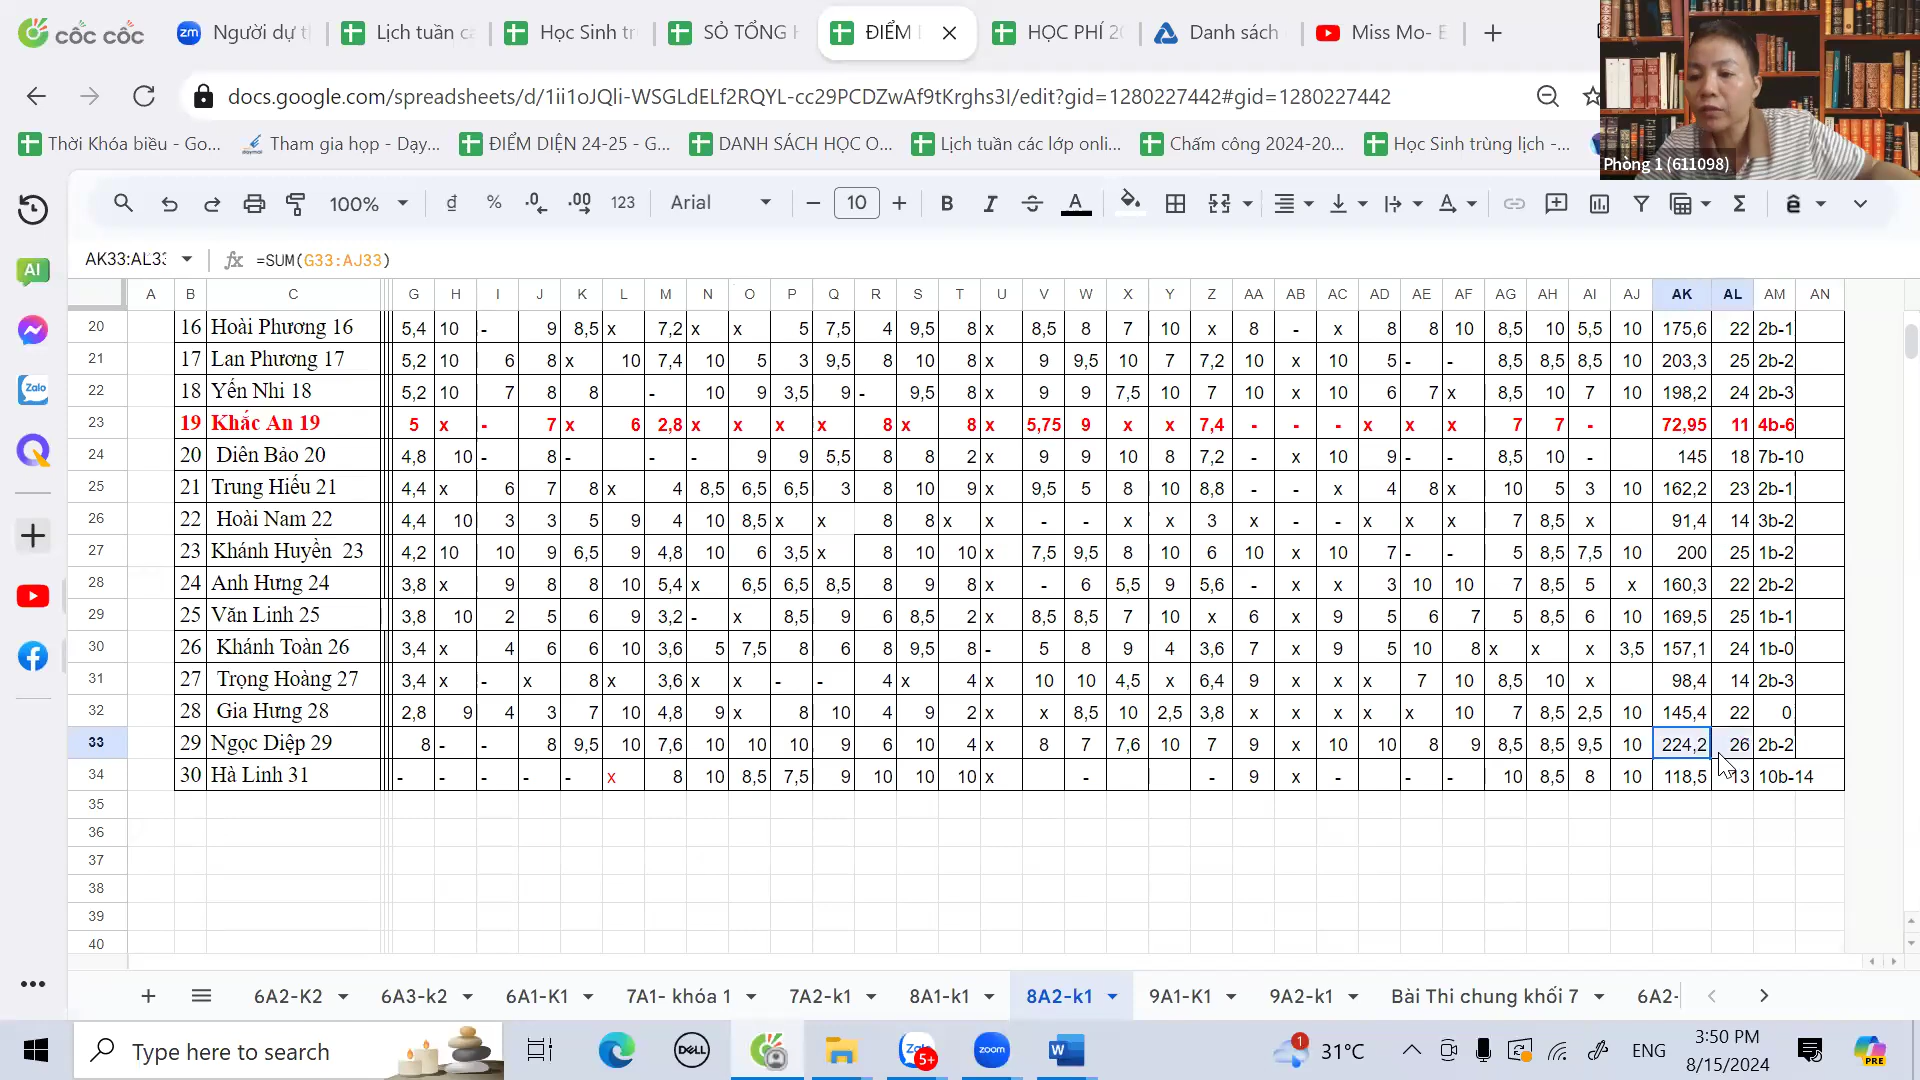 cốc cốc
Người dự t
Lịch tuần cá
Học Sinh tr
SỔ TỔNG H
ĐIỂM
HỌC PHÍ 20
Danh sách
Miss Mo- E
docs.google.com/spreadsheets/d/1ii1oJQli-WSGLdELf2RQYL-cc29PCDZwAf9tKrghs3I/edit?gid=1280227442#gid=1280227442
Thời Khóa biểu - Go...
Tham gia họp - Dạy...
ĐIỂM DIỆN 24-25 - G...
DANH SÁCH HỌC O...
Lịch tuần các lớp onli...
Chấm công 2024-20...
Học Sinh trùng lịch -...
Phòng 1 (611098)
100% đ % .0 .00 123 Arial 10 B I A
AK33:AL33 fx =SUM(G33:AJ33)
A B C G H I J K L M N O P Q R S T U V W X Y Z AA AB AC AD AE AF AG AH AI AJ AK AL AM AN
20 16 Hoài Phương 16 5,4 10 - 9 8,5 x 7,2 x x 5 7,5 4 9,5 8 x 8,5 8 7 10 x 8 - x 8 8 10 8,5 10 5,5 10 175,6 22 2b-1
21 17 Lan Phương 17 5,2 10 6 8 x 10 7,4 10 5 3 9,5 8 10 8 x 9 9,5 10 7 7,2 10 x 10 5 - - 8,5 8,5 8,5 10 203,3 25 2b-2
22 18 Yến Nhi 18 5,2 10 7 8 8 - 10 9 3,5 9 - 9,5 8 x 9 9 7,5 10 7 10 x 10 6 7 x 8,5 10 7 10 198,2 24 2b-3
23 19 Khắc An 19 5 x - 7 x 6 2,8 x x x x 8 x 8 x 5,75 9 x x 7,4 - - - x x x 7 7 - 72,95 11 4b-6
24 20 Diên Bảo 20 4,8 10 - 8 - - - 9 9 5,5 8 8 2 x 9 9 10 8 7,2 - x 10 9 - - 8,5 10 - 145 18 7b-10
25 21 Trung Hiếu 21 4,4 x 6 7 8 x 4 8,5 6,5 6,5 3 8 10 9 x 9,5 5 8 10 8,8 - - x 4 8 x 10 5 3 10 162,2 23 2b-1
26 22 Hoài Nam 22 4,4 10 3 3 5 9 4 10 8,5 x x 8 8 x x - - x x 3 x - - x x x 7 8,5 x 91,4 14 3b-2
27 23 Khánh Huyền 23 4,2 10 10 9 6,5 9 4,8 10 6 3,5 x 8 10 10 x 7,5 9,5 8 10 6 10 x 10 7 - - 5 8,5 7,5 10 200 25 1b-2
28 24 Anh Hưng 24 3,8 x 9 8 8 10 5,4 x 6,5 6,5 8,5 8 9 8 x - 6 5,5 9 5,6 - x x 3 10 10 7 8,5 5 x 160,3 22 2b-2
29 25 Văn Linh 25 3,8 10 2 5 6 9 3,2 - x 8,5 9 6 8,5 2 x 8,5 8,5 7 10 x 6 x 9 5 6 7 5 8,5 6 10 169,5 25 1b-1
30 26 Khánh Toàn 26 3,4 x 4 6 6 10 3,6 5 7,5 8 6 8 9,5 8 - 5 8 9 4 3,6 7 x 9 5 10 8 x x x 3,5 157,1 24 1b-0
31 27 Trọng Hoàng 27 3,4 x - x 8 x 3,6 x x - - 4 x 4 x 10 10 4,5 x 6,4 9 x x x 7 10 8,5 10 x 98,4 14 2b-3
32 28 Gia Hưng 28 2,8 9 4 3 7 10 4,8 9 x 8 10 4 9 2 x x 8,5 10 2,5 3,8 x x x x x 10 7 8,5 2,5 10 145,4 22 0
33 29 Ngọc Diệp 29 8 - - 8 9,5 10 7,6 10 10 10 9 6 10 4 x 8 7 7,6 10 7 9 x 10 10 8 9 8,5 8,5 9,5 10 224,2 26 2b-2
34 30 Hà Linh 31 - - - - - x 8 10 8,5 7,5 9 10 10 10 x - - 9 x - - - 10 8,5 8 10 118,5 13 10b-14
35
36
37
38
39
40
6A2-K2 6A3-k2 6A1-K1 7A1- khóa 1 7A2-k1 8A1-k1 8A2-k1 9A1-K1 9A2-k1 Bài Thi chung khối 7 6A2-
Type here to search
31°C ENG 3:50 PM
8/15/2024